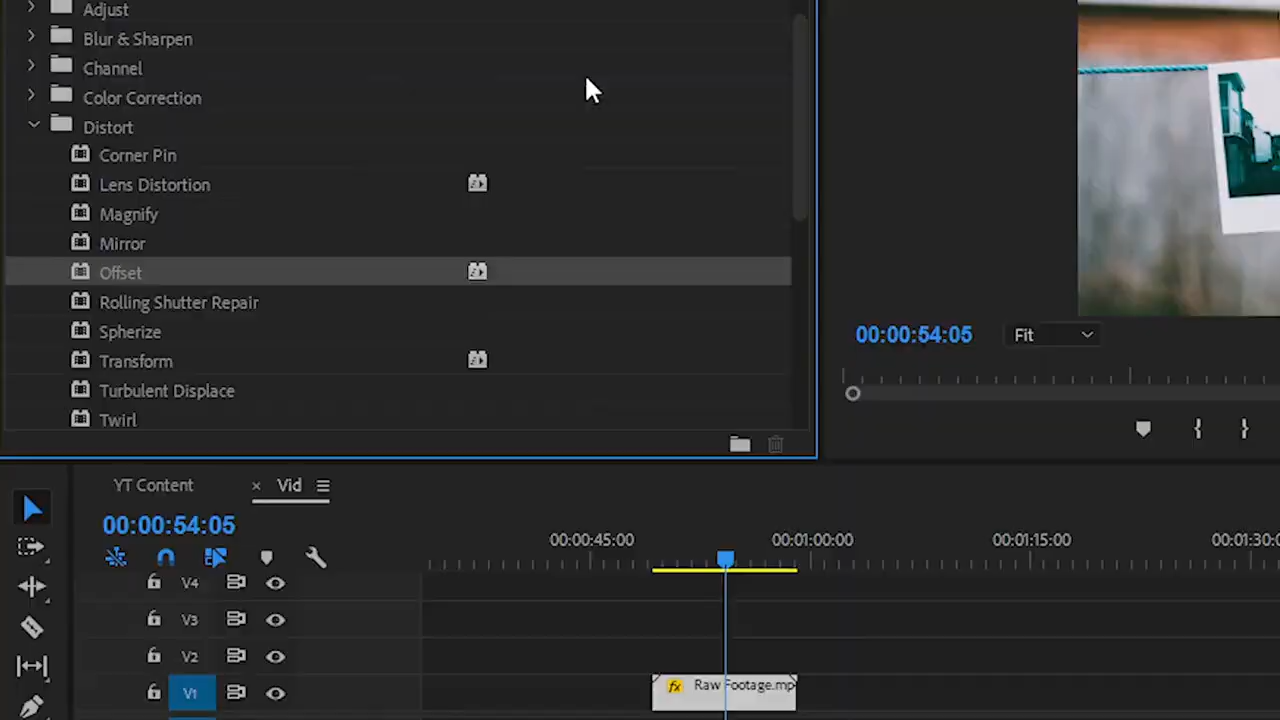 Adjust
Blur & Sharpen
Channel
Color Correction
Distort
Corner Pin
Lens Distortion
Magnify
Mirror
Offset
Rolling Shutter Repair
Spherize
Transform
Turbulent Displace
Twirl
00:00:54:05 Fit
YT Content × Vid
00:00:54:05
00:00:45:00 00:01:00:00 00:01:15:00 00:01:30:0
V4
V3
V2
V1 fx Raw Footage.mp